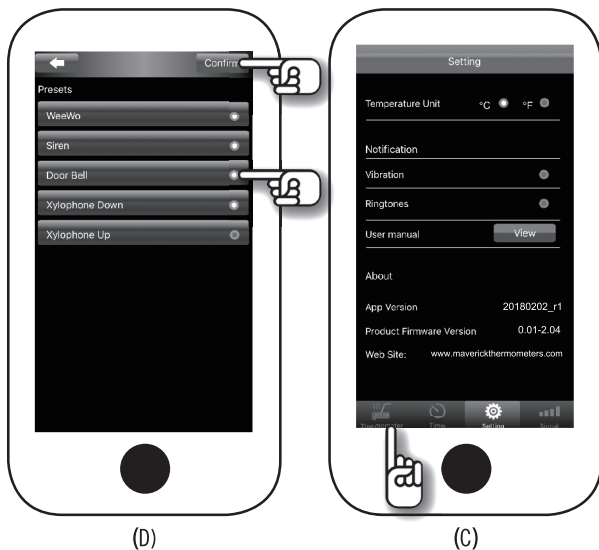 Confirm
Presets
WeeWo
Siren
Door Bell
Xylophone Down
Xylophone Up
(D)
Setting
Temperature Unit °C °F
Notification
Vibration
Ringtones
User manual View
About
App Version 20180202_r1
Product Firmware Version 0.01-2.04
Web Site: www.maverickthermometers.com
Thermometer Timer Setting Signal
(C)